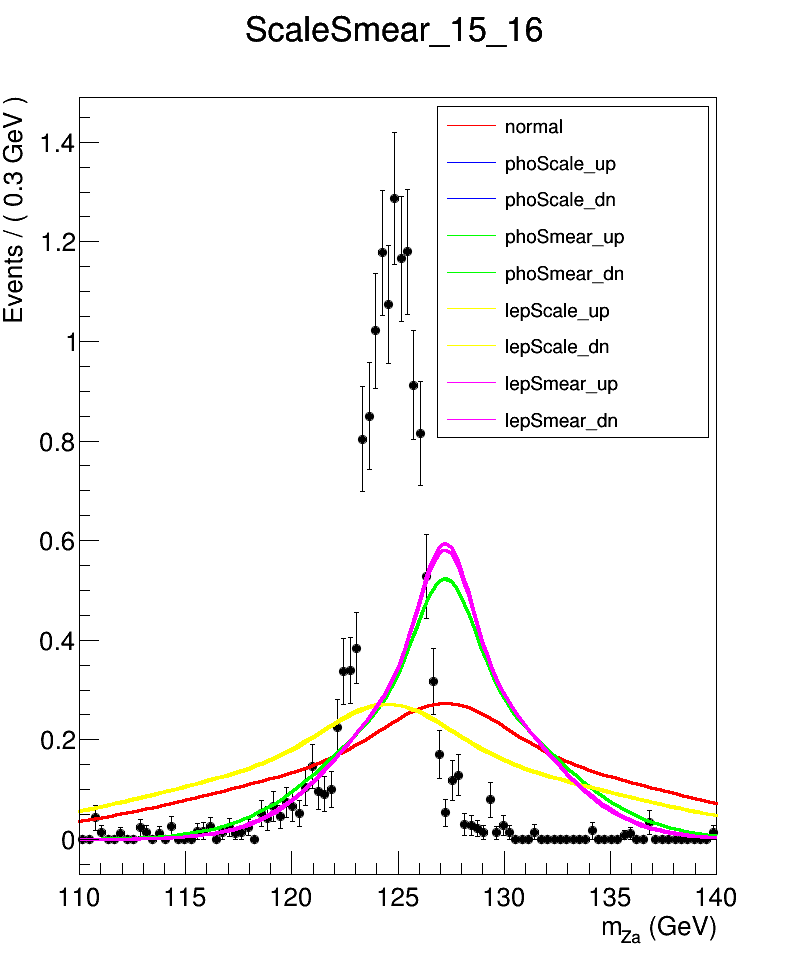 ScaleSmear_15_16
Events / ( 0.3 GeV )
1.4
1.2
1
0.8
0.6
0.4
0.2
0
normal
phoScale_up
phoScale_dn
phoSmear_up
phoSmear_dn
lepScale_up
lepScale_dn
lepSmear_up
lepSmear_dn
110 115 120 125 130 135 140
m_Za (GeV)